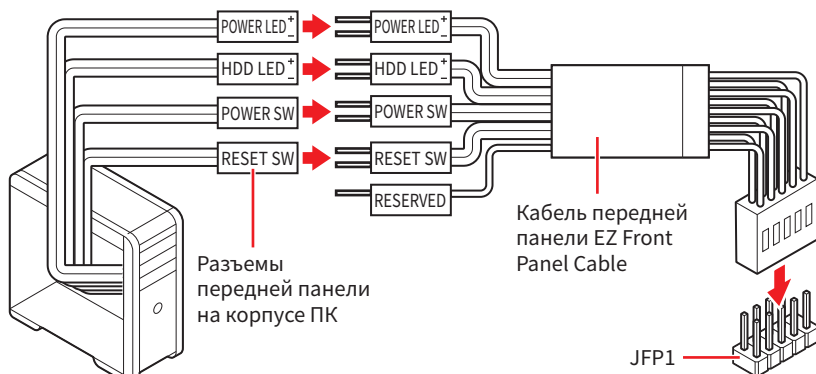 POWER LED + − POWER LED + −
HDD LED + − HDD LED + −
POWER SW POWER SW
RESET SW RESET SW
RESERVED
Разъемы
передней панели
на корпусе ПК
Кабель передней
панели EZ Front
Panel Cable
JFP1